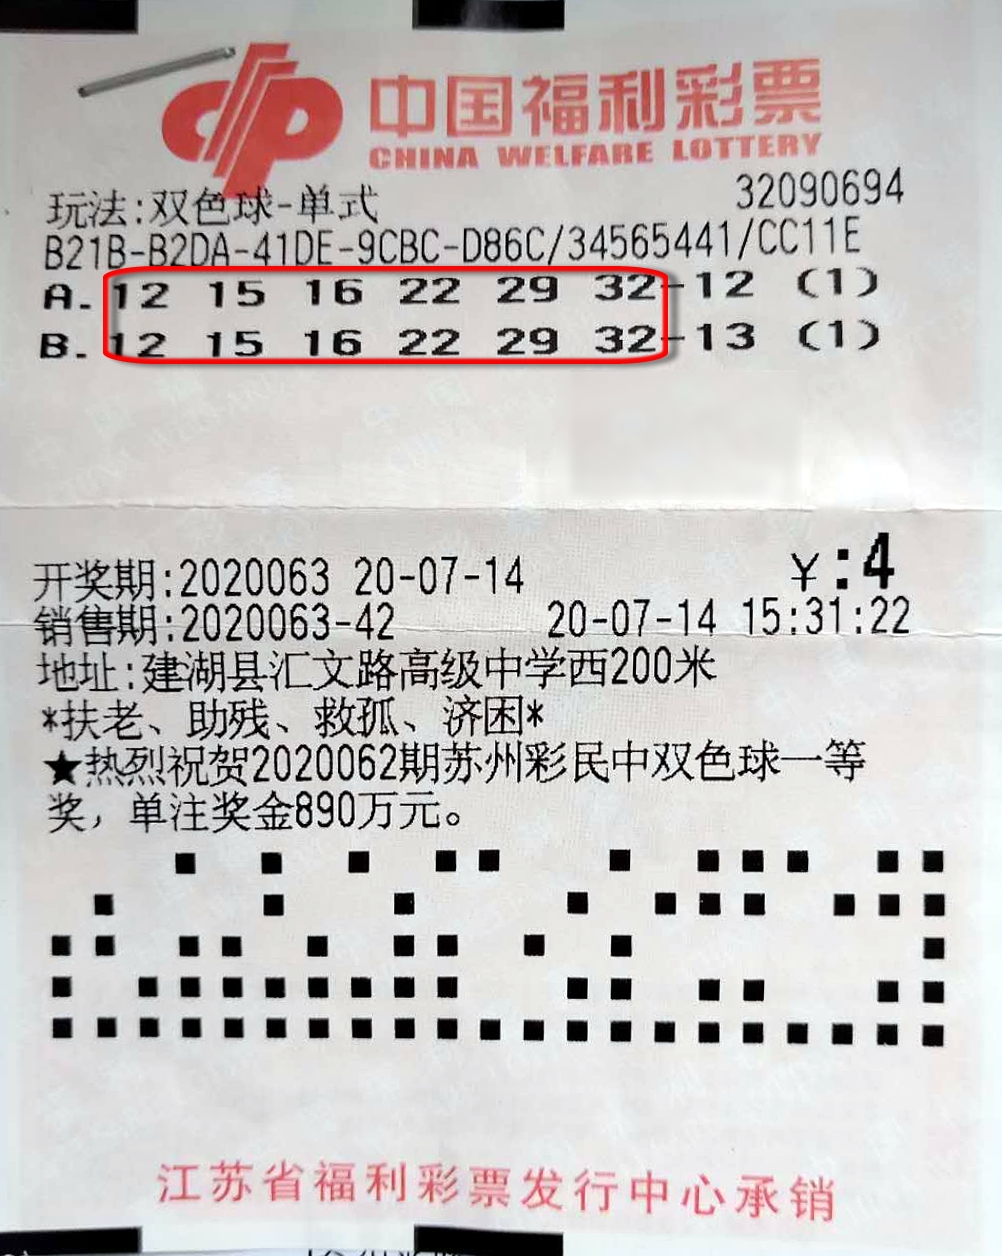 中国福利彩票
CHINA WELFARE LOTTERY
32090694
玩法:双色球-单式
B21B-B2DA-41DE-9CBC-D86C/34565441/CC11E
A. 12 15 16 22 29 32-12 (1)
B. 12 15 16 22 29 32-13 (1)
开奖期:2020063 20-07-14 ¥:4
销售期:2020063-42 20-07-14 15:31:22
地址:建湖县汇文路高级中学西200米
*扶老、助残、救孤、济困*
★热烈祝贺2020062期苏州彩民中双色球一等
奖，单注奖金890万元。
江苏省福利彩票发行中心承销